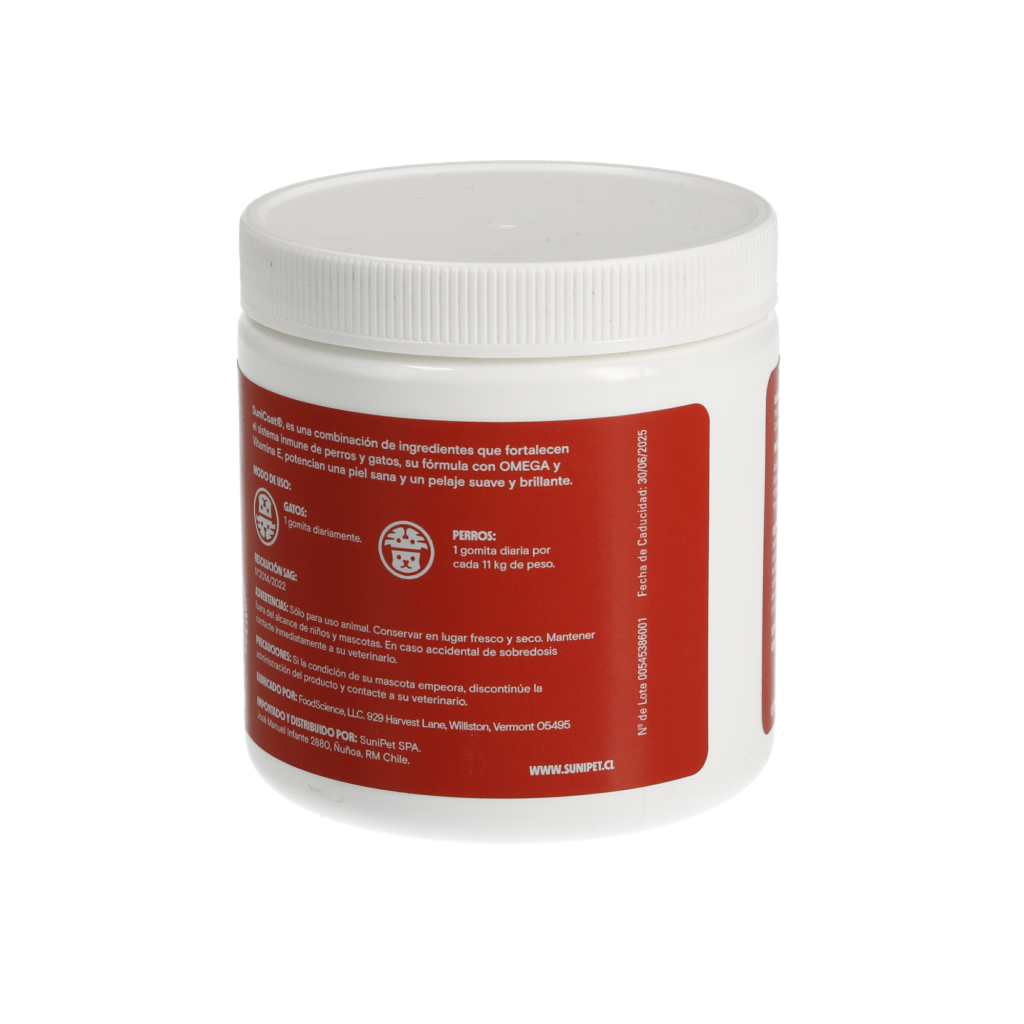 SuniCoat®, es una combinación de ingredientes que fortalecen
el sistema inmune de perros y gatos, su fórmula con OMEGA y
Vitamina E, potencian una piel sana y un pelaje suave y brillante.
MODO DE USO:
GATOS:
1 gomita diariamente.
PERROS:
1 gomita diaria por
cada 11 kg de peso.
RESOLUCIÓN SAG:
N°2014/2022
ADVERTENCIAS: Sólo para uso animal. Conservar en lugar fresco y seco. Mantener
fuera del alcance de niños y mascotas. En caso accidental de sobredosis
contacte inmediatamente a su veterinario.
PRECAUCIONES: Si la condición de su mascota empeora, discontinúe la
administración del producto y contacte a su veterinario.
FABRICADO POR: FoodScience, LLC. 929 Harvest Lane, Williston, Vermont 05495
IMPORTADO Y DISTRIBUIDO POR: SuniPet SPA.
José Manuel Infante 2880, Ñuñoa, RM Chile.
WWW.SUNIPET.CL
Nº de Lote 00545386001 Fecha de Caducidad: 30/06/2025